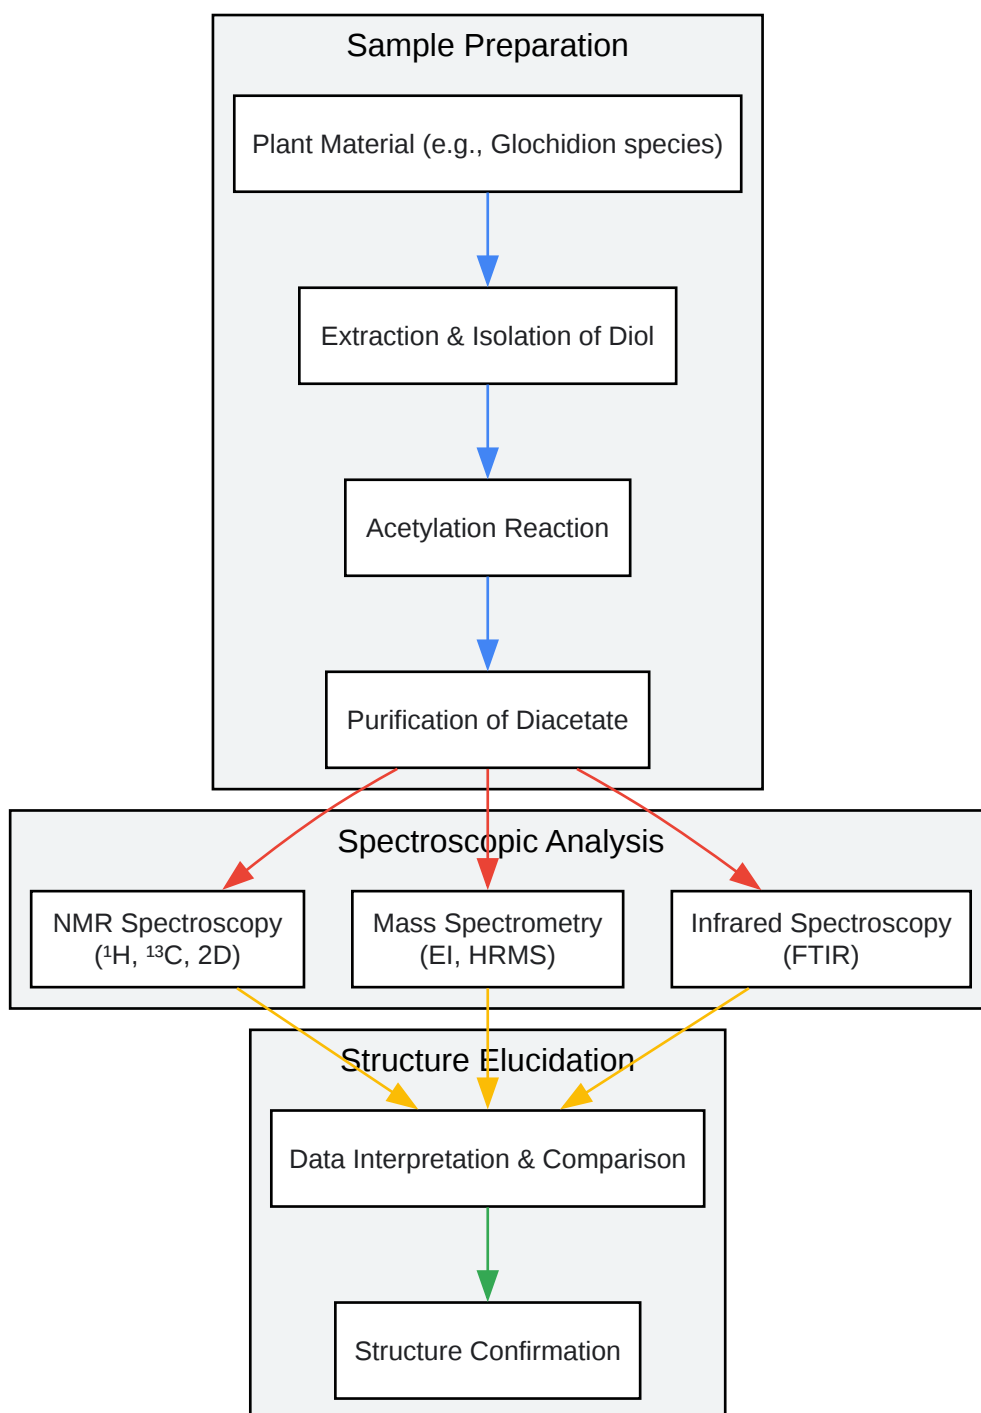 Sample Preparation
Plant Material (e.g., Glochidion species)
Extraction & Isolation of Diol
Acetylation Reaction
Purification of Diacetate
Spectroscopic Analysis
NMR Spectroscopy
(¹H, ¹³C, 2D)
Mass Spectrometry
(EI, HRMS)
Infrared Spectroscopy
(FTIR)
Structure Elucidation
Data Interpretation & Comparison
Structure Confirmation